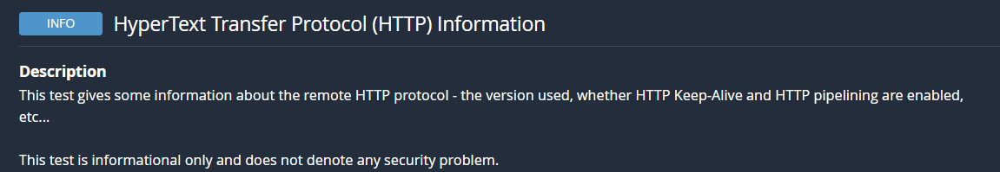 INFO HyperText Transfer Protocol (HTTP) Information
Description
This test gives some information about the remote HTTP protocol - the version used, whether HTTP Keep-Alive and HTTP pipelining are enabled,
etc...
This test is informational only and does not denote any security problem.